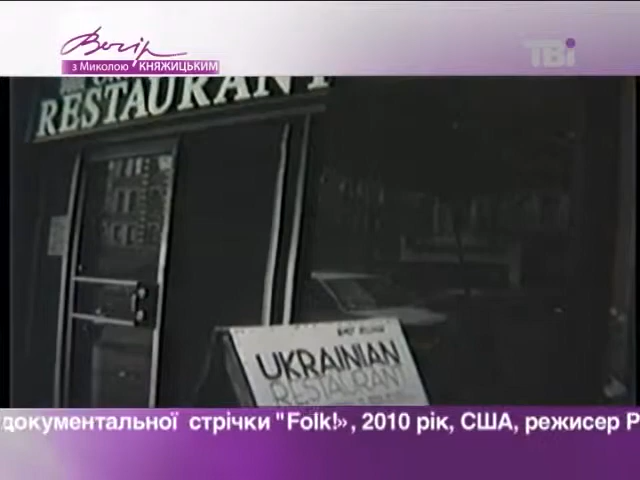 Вечір
з Миколою КНЯЖИЦЬКИМ
ТВі
RESTAURANT
UKRAINIAN
RESTAURANT
документальної стрічки "Folk!», 2010 рік, США, режисер Р